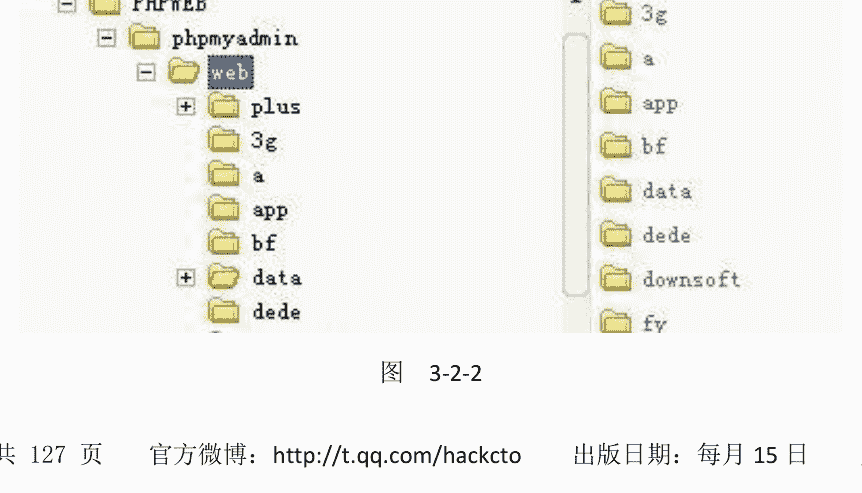 PHPWEB
phpmyadmin
web
plus
3g
a
app
bf
data
dede
3g
a
app
bf
data
dede
downsoft
fy
图 3-2-2
共 127 页 官方微博：http://t.qq.com/hackcto 出版日期：每月 15 日